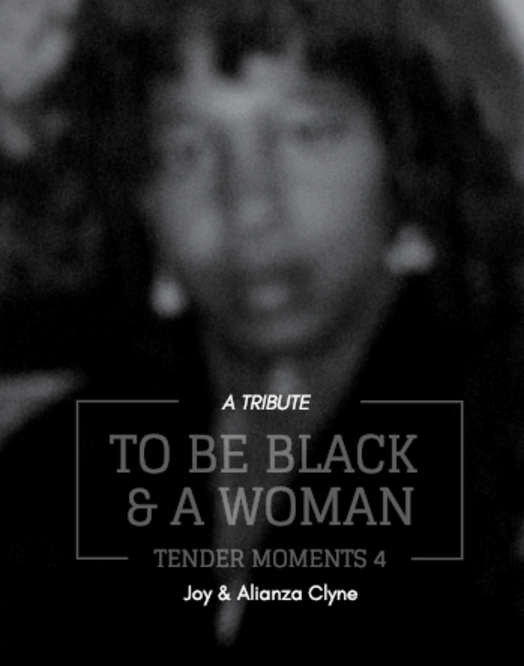 A TRIBUTE
TO BE BLACK
& A WOMAN
TENDER MOMENTS 4
Joy & Alianza Clyne